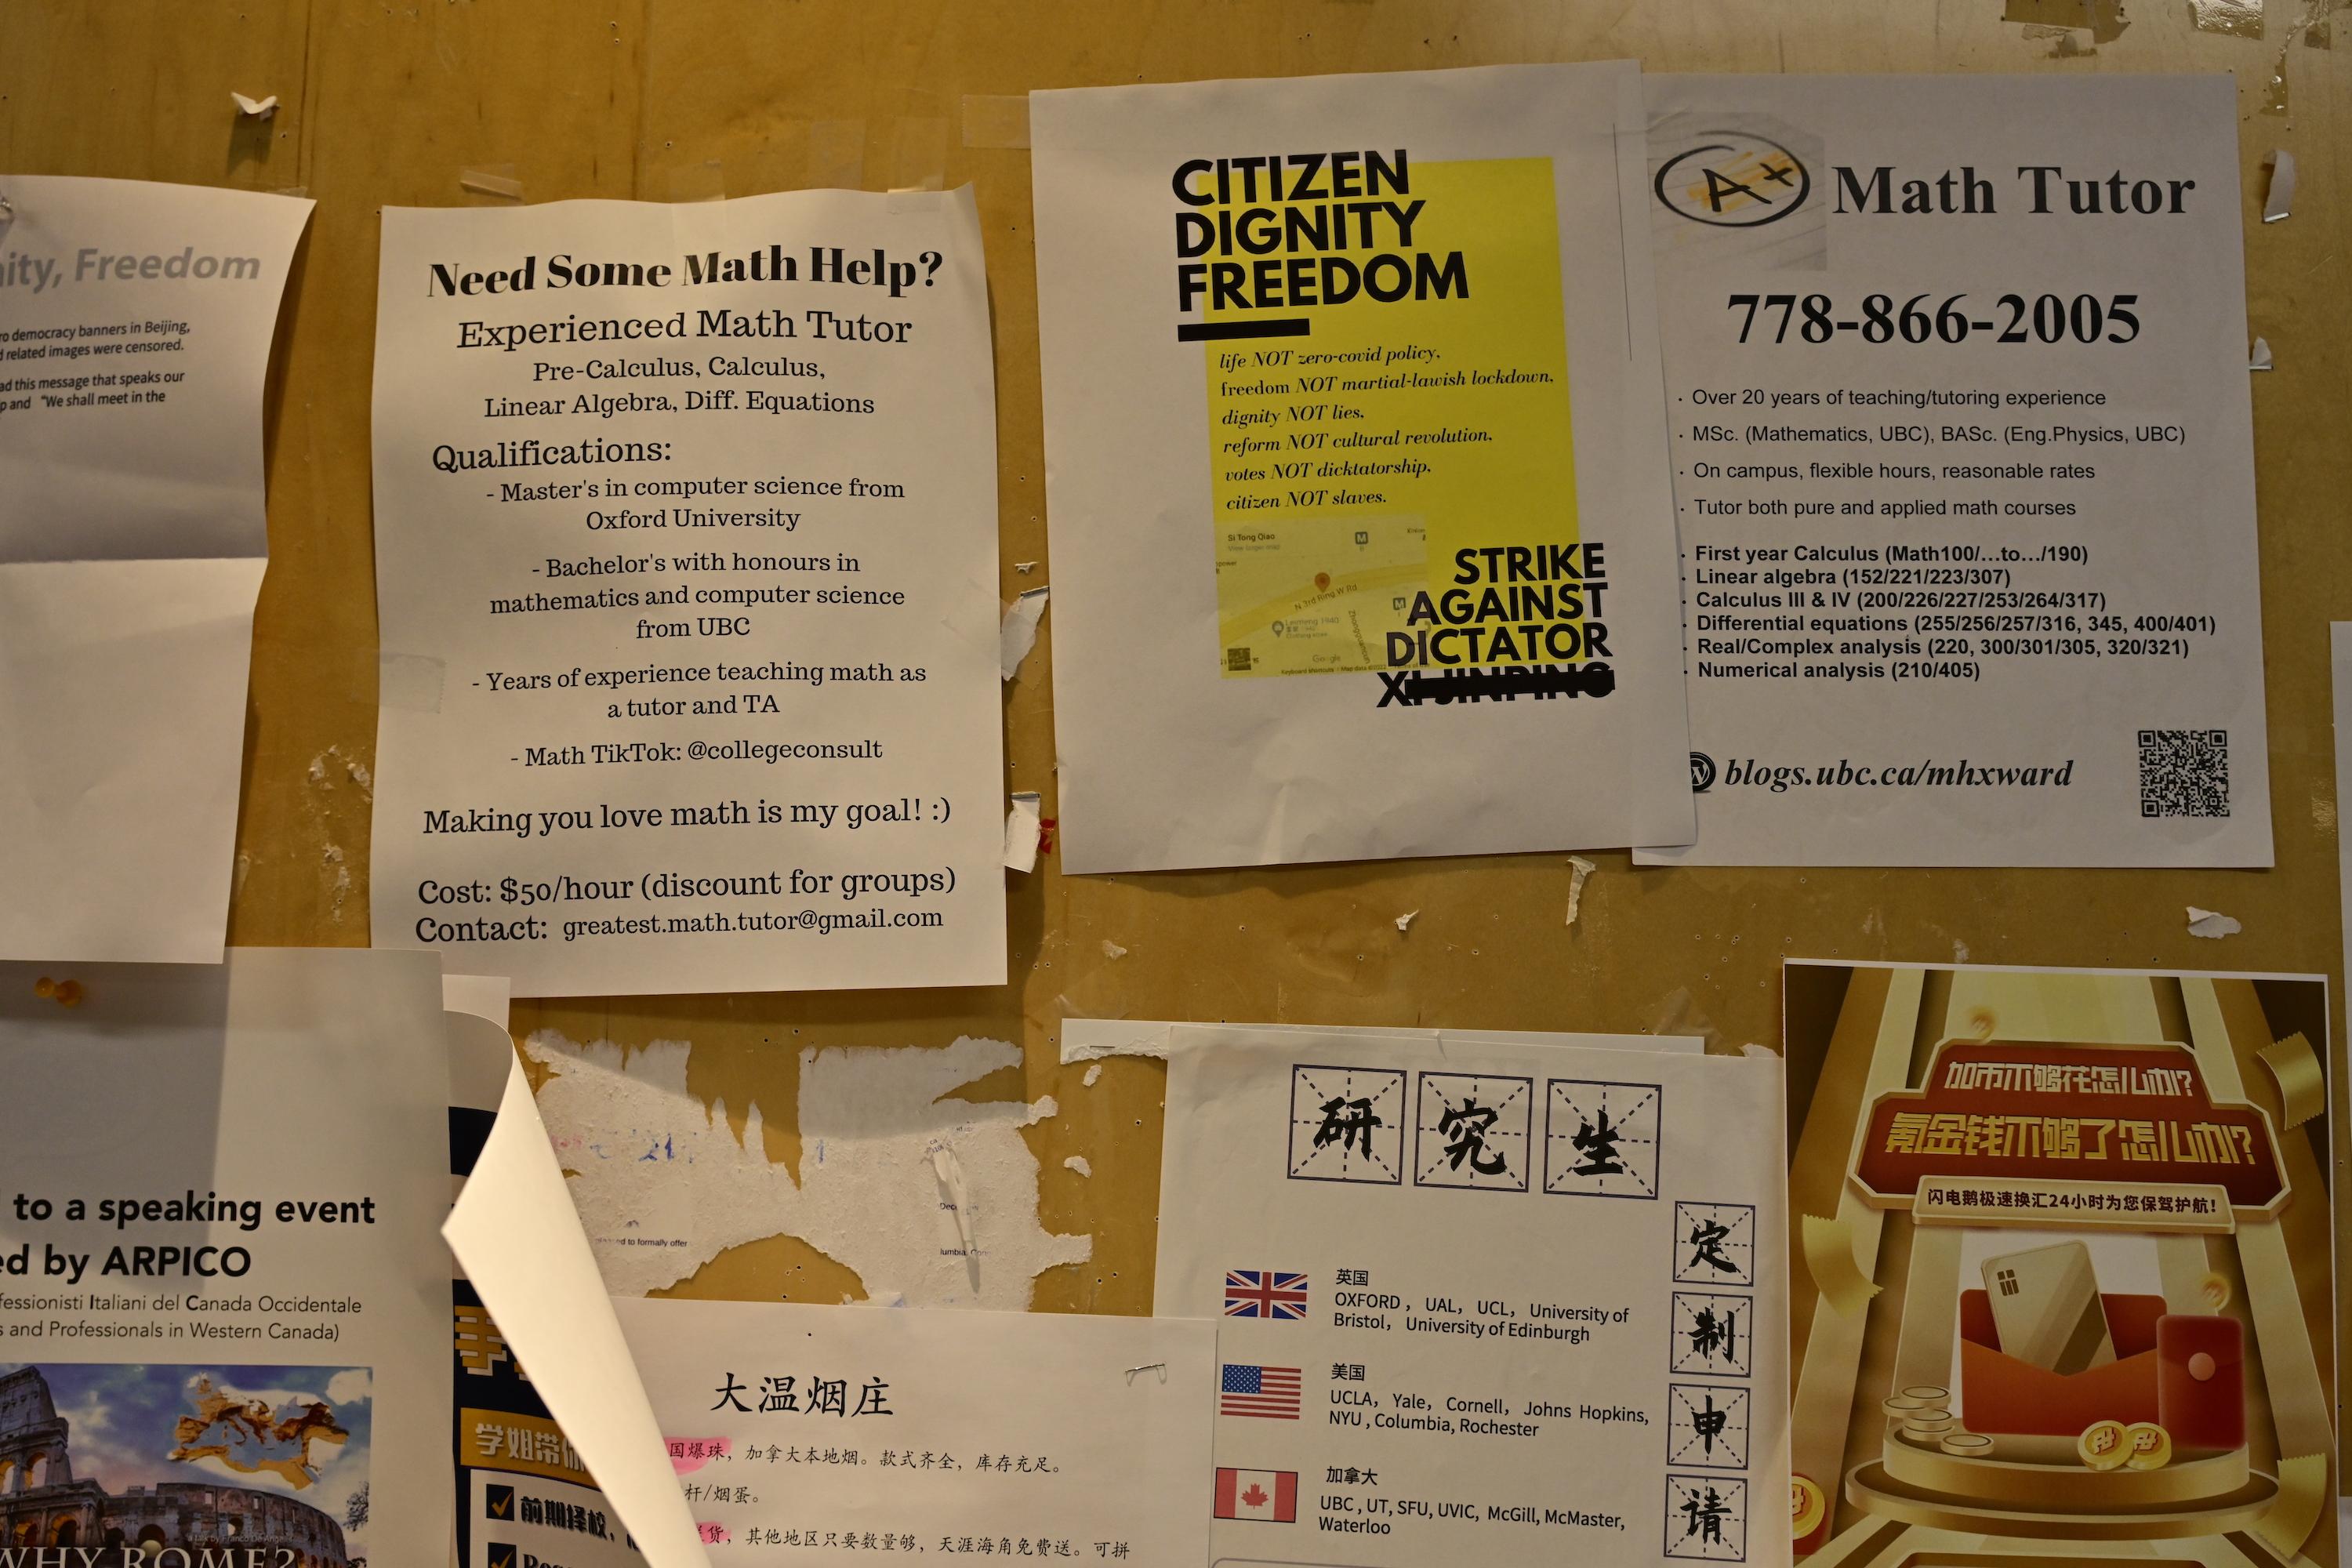 ity, Freedom
ro democracy banners in Beijing,
d related images were censored.
ad this message that speaks our
p and "We shall meet in the
Need Some Math Help?
Experienced Math Tutor
Pre-Calculus, Calculus,
Linear Algebra, Diff. Equations
Qualifications:
- Master's in computer science from
Oxford University
- Bachelor's with honours in
mathematics and computer science
from UBC
- Years of experience teaching math as
a tutor and TA
- Math TikTok: @collegeconsult
Making you love math is my goal! :)
Cost: $50/hour (discount for groups)
Contact: greatest.math.tutor@gmail.com
CITIZEN
DIGNITY
FREEDOM
life NOT zero-covid policy,
freedom NOT martial-lawish lockdown,
dignity NOT lies,
reform NOT cultural revolution,
votes NOT dicktatorship,
citizen NOT slaves.
Si Tong Qiao
View larger map
N 3rd Ring W Rd
Google
STRIKE
AGAINST
DICTATOR
XI JINPING
A+ Math Tutor
778-866-2005
· Over 20 years of teaching/tutoring experience
· MSc. (Mathematics, UBC), BASc. (Eng.Physics, UBC)
· On campus, flexible hours, reasonable rates
· Tutor both pure and applied math courses
· First year Calculus (Math100/...to.../190)
· Linear algebra (152/221/223/307)
· Calculus III & IV (200/226/227/253/264/317)
· Differential equations (255/256/257/316, 345, 400/401)
· Real/Complex analysis (220, 300/301/305, 320/321)
· Numerical analysis (210/405)
blogs.ubc.ca/mhxward
to a speaking event
ed by ARPICO
fessionisti Italiani del Canada Occidentale
s and Professionals in Western Canada)
WHY ROME?
学姐带你
前期择校,
ed to formally offer
大温烟庄
国爆珠，加拿大本地烟。款式齐全，库存充足。
杆/烟蛋。
货，其他地区只要数量够，天涯海角免费送。可拼
研究生
定制申请
英国
OXFORD, UAL, UCL, University of
Bristol, University of Edinburgh
美国
UCLA, Yale, Cornell, Johns Hopkins,
NYU, Columbia, Rochester
加拿大
UBC, UT, SFU, UVIC, McGill, McMaster,
Waterloo
加币不够花怎么办?
氪金钱不够了怎么办?
闪电鹅极速换汇24小时为您保驾护航!